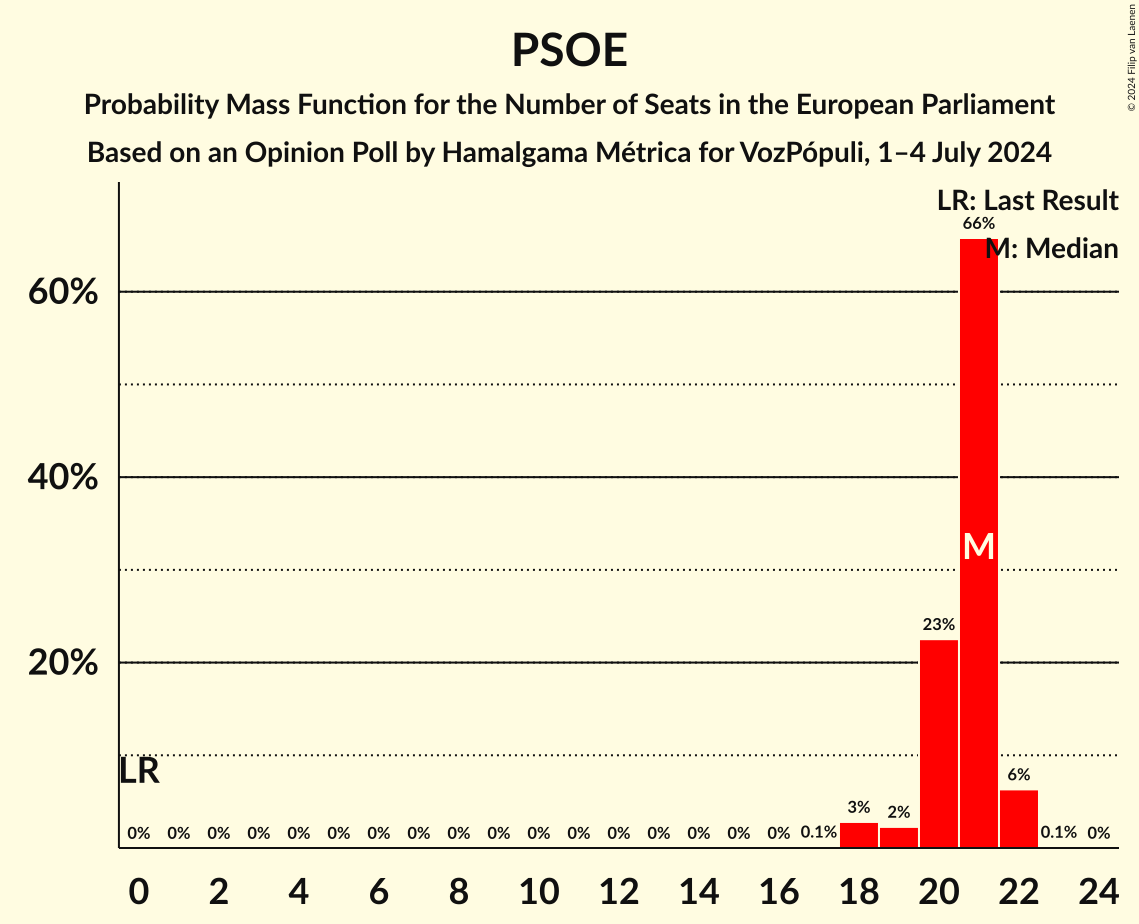 PSOE
Probability Mass Function for the Number of Seats in the European Parliament
Based on an Opinion Poll by Hamalgama Métrica for VozPópuli, 1–4 July 2024
© 2024 Filip van Laenen
LR: Last Result
M: Median
60%
40%
20%
LR
M
0% 0% 0% 0% 0% 0% 0% 0% 0% 0% 0% 0% 0% 0% 0% 0% 0% 0.1% 3% 2% 23% 66% 6% 0.1% 0%
0 2 4 6 8 10 12 14 16 18 20 22 24